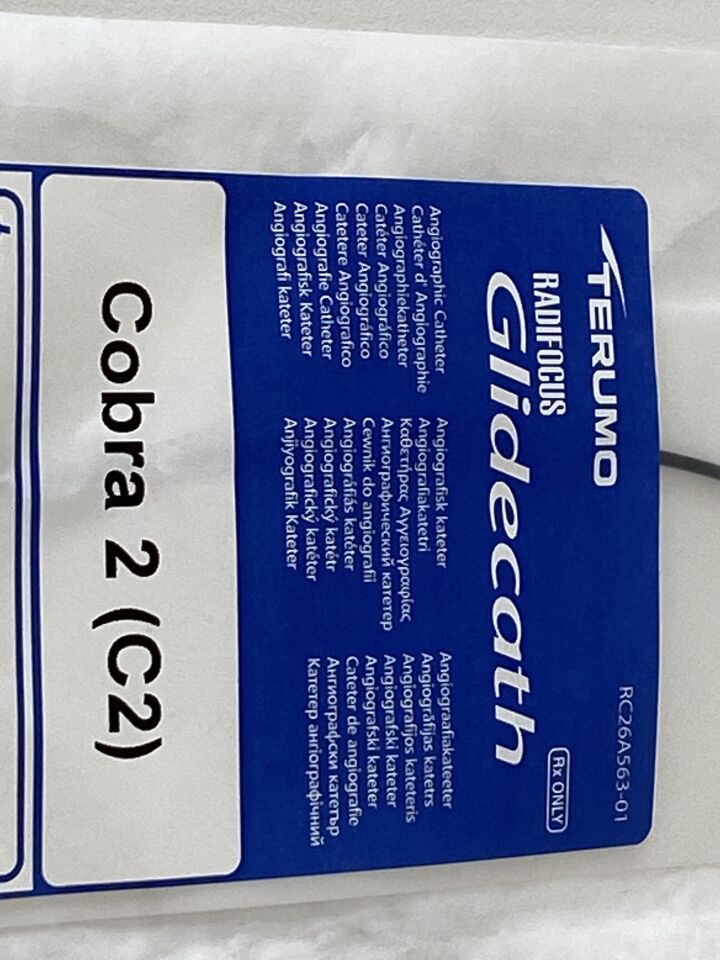 TERUMO
RC26A563-01
RADIFOCUS
Rx ONLY
Glidecath
Angiographic Catheter
Cathéter d' Angiographie
Angiographiekatheter
Catéter Angiográfico
Cateter Angiográfico
Catetere Angiografico
Angiografie Catheter
Angiografisk Kateter
Angiografi kateter
Angiografisk kateter
Angiografiakatetri
Καθετήρας Αγγειογραφίας
Ангиографический катетер
Cewnik do angiografii
Angiográfiás katéter
Angiografický katétr
Angiografický katéter
Anjiyografik Kateter
Angiograafiakateeter
Angiogrāfijas katetrs
Angiografijos kateteris
Angiografski kateter
Angiografski kateter
Cateter de angiografie
Ангиографски катетър
Катетер ангіографічний
Cobra 2 (C2)